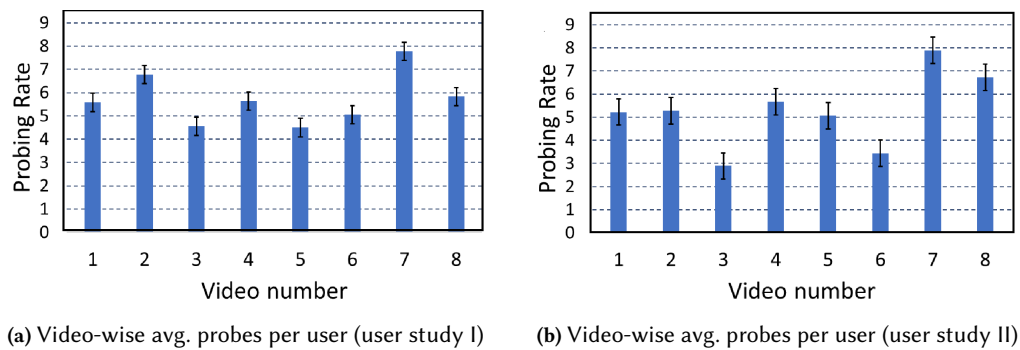 9
8
7
6
5
4
3
2
1
0
Probing Rate
1 2 3 4 5 6 7 8
Video number
(a) Video-wise avg. probes per user (user study I)
9
8
7
6
5
4
3
2
1
0
Probing Rate
1 2 3 4 5 6 7 8
Video number
(b) Video-wise avg. probes per user (user study II)